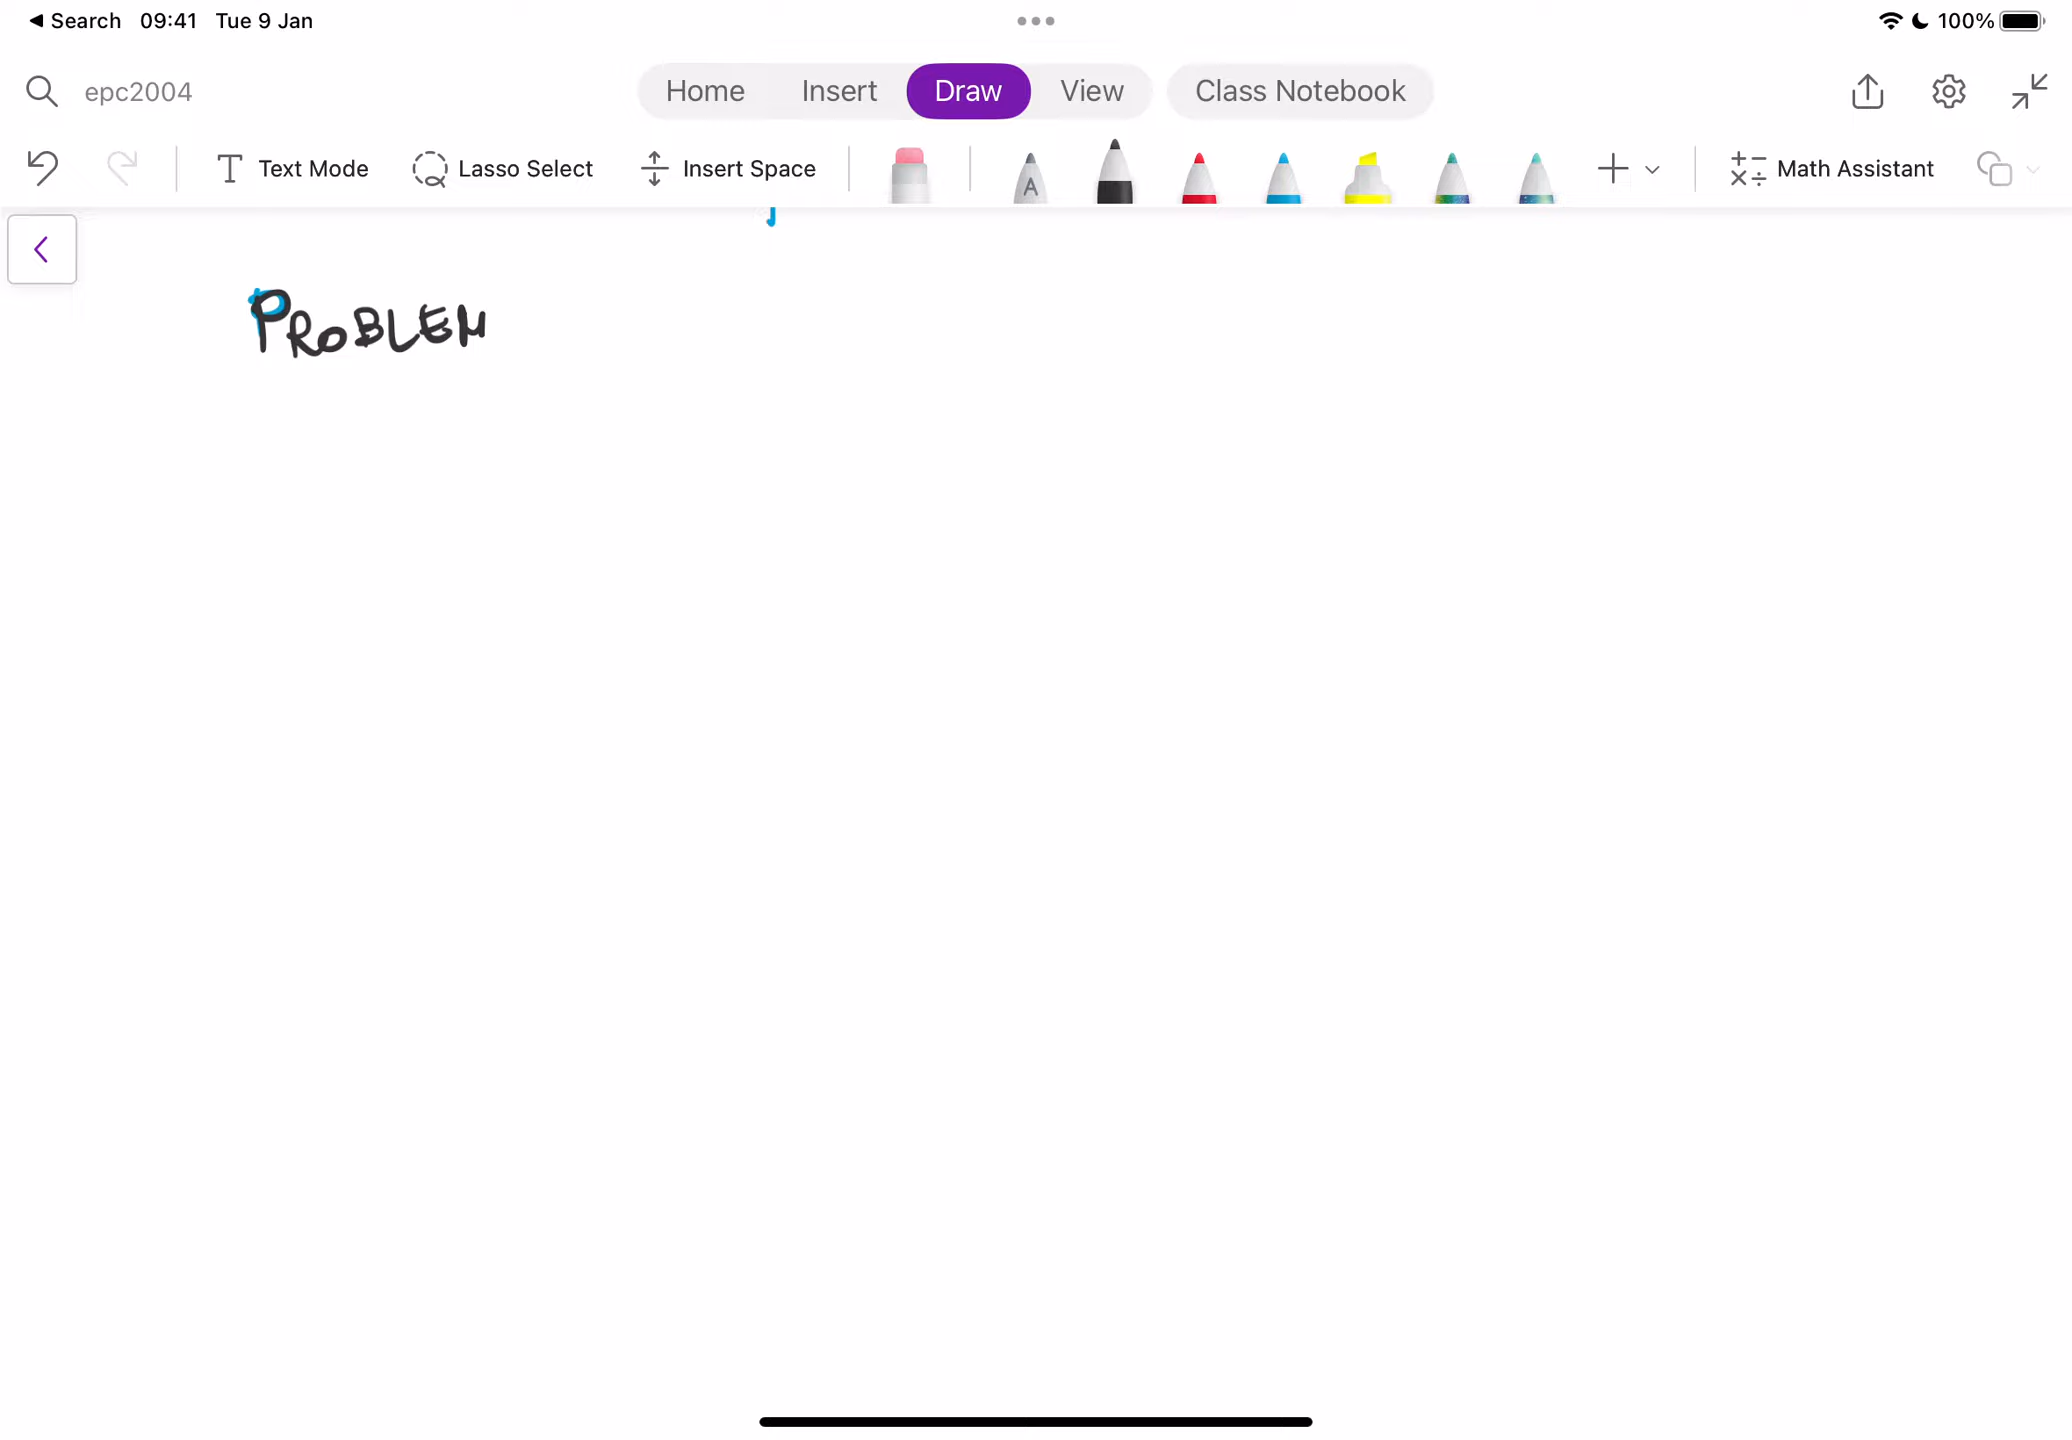 Search 09:41 Tue 9 Jan 100%
epc2004 Home Insert Draw View Class Notebook
Text Mode Lasso Select Insert Space A Math Assistant
PROBLEM